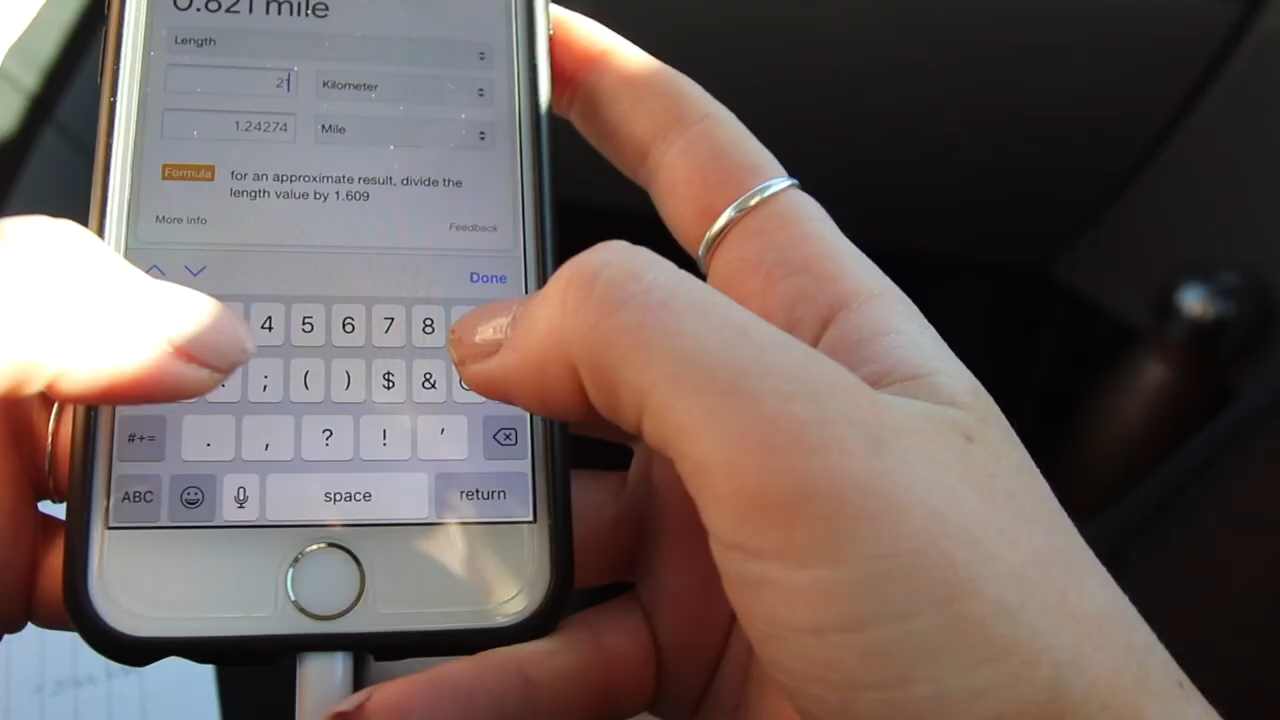 0.621 mile
Length
2
Kilometer
1.24274
Mile
Formula
for an approximate result, divide the
length value by 1.609
More info
Feedback
Done
4 5 6 7 8
; ( ) $ &
#+= . , ? ! '
ABC space return